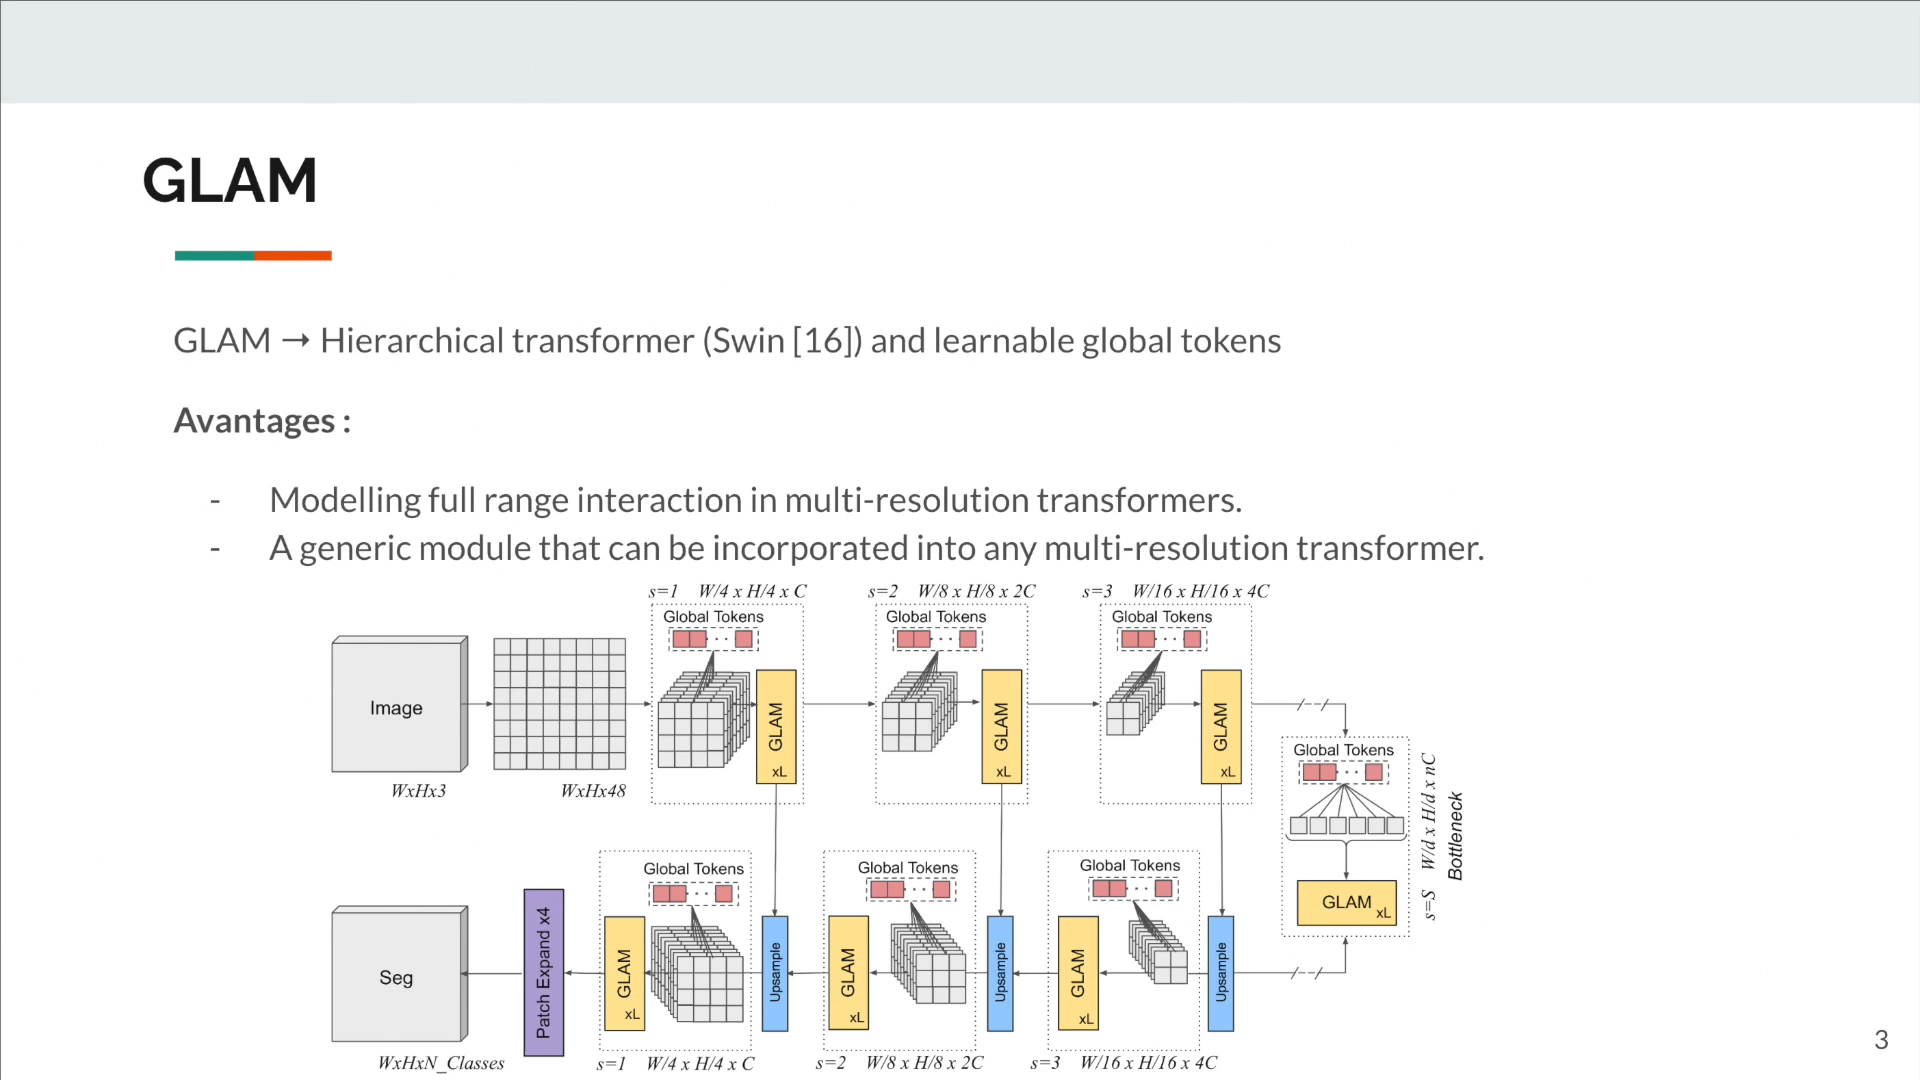 GLAM
GLAM → Hierarchical transformer (Swin [16]) and learnable global tokens
Avantages :
- Modelling full range interaction in multi-resolution transformers.
- A generic module that can be incorporated into any multi-resolution transformer.
s=1 W/4 x H/4 x C
s=2 W/8 x H/8 x 2C
s=3 W/16 x H/16 x 4C
Global Tokens
Global Tokens
Global Tokens
Image
GLAM
xL
GLAM
xL
GLAM
xL
WxHx3
WxHx48
Global Tokens
GLAM
xL
s=S W/d x H/d x nC
Bottleneck
Global Tokens
Global Tokens
Global Tokens
Seg
Patch Expand x4
GLAM
xL
Upsample
GLAM
xL
Upsample
GLAM
xL
Upsample
WxHxN_Classes
s=1 W/4 x H/4 x C
s=2 W/8 x H/8 x 2C
s=3 W/16 x H/16 x 4C
3